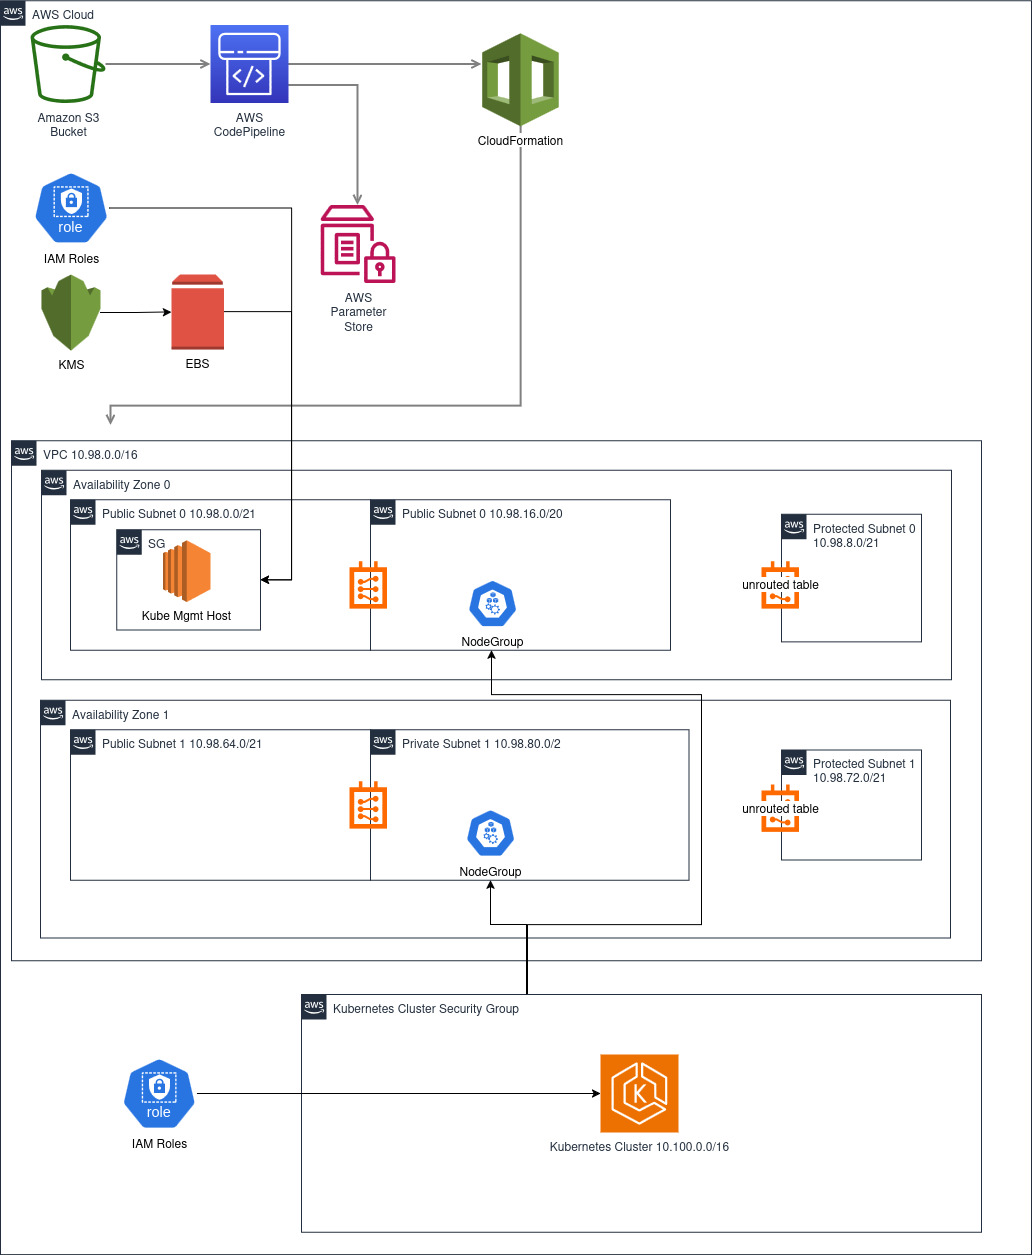 aws
AWS Cloud
Amazon S3
Bucket
AWS
CodePipeline
CloudFormation
role
IAM Roles
AWS
Parameter
Store
KMS
EBS
aws
VPC 10.98.0.0/16
aws
Availability Zone 0
aws
Public Subnet 0 10.98.0.0/21
aws
Public Subnet 0 10.98.16.0/20
aws
Protected Subnet 0
10.98.8.0/21
aws
SG
Kube Mgmt Host
NodeGroup
unrouted table
aws
Availability Zone 1
aws
Public Subnet 1 10.98.64.0/21
aws
Private Subnet 1 10.98.80.0/2
aws
Protected Subnet 1
10.98.72.0/21
unrouted table
NodeGroup
aws
Kubernetes Cluster Security Group
role
IAM Roles
K
Kubernetes Cluster 10.100.0.0/16